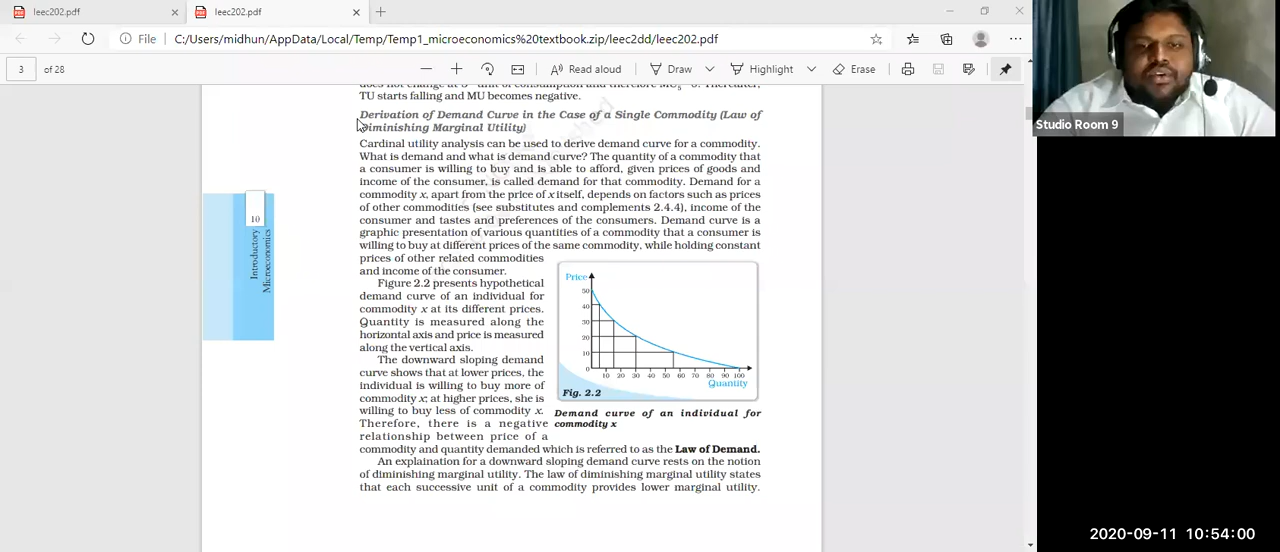 leec202.pdf
leec202.pdf
File C:/Users/midhun/AppData/Local/Temp/Temp1_microeconomics%20textbook.zip/leec2dd/leec202.pdf
3 of 28
Read aloud
Draw
Highlight
Erase
TU starts falling and MU becomes negative.
Derivation of Demand Curve in the Case of a Single Commodity (Law of
Diminishing Marginal Utility)
Cardinal utility analysis can be used to derive demand curve for a commodity.
What is demand and what is demand curve? The quantity of a commodity that
a consumer is willing to buy and is able to afford, given prices of goods and
income of the consumer, is called demand for that commodity. Demand for a
commodity x, apart from the price of x itself, depends on factors such as prices
of other commodities (see substitutes and complements 2.4.4), income of the
consumer and tastes and preferences of the consumers. Demand curve is a
graphic presentation of various quantities of a commodity that a consumer is
willing to buy at different prices of the same commodity, while holding constant
prices of other related commodities
and income of the consumer.
Figure 2.2 presents hypothetical
demand curve of an individual for
commodity x at its different prices.
Quantity is measured along the
horizontal axis and price is measured
along the vertical axis.
The downward sloping demand
curve shows that at lower prices, the
individual is willing to buy more of
commodity x; at higher prices, she is
willing to buy less of commodity x.
Therefore, there is a negative
relationship between price of a
commodity and quantity demanded which is referred to as the Law of Demand.
An explaination for a downward sloping demand curve rests on the notion
of diminishing marginal utility. The law of diminishing marginal utility states
that each successive unit of a commodity provides lower marginal utility.
Price
50
40
30
20
10
0
10 20 30 40 50 60 70 80 90 100
Quantity
Fig. 2.2
Demand curve of an individual for
commodity x
10
Introductory
Microeconomics
Studio Room 9
2020-09-11 10:54:00